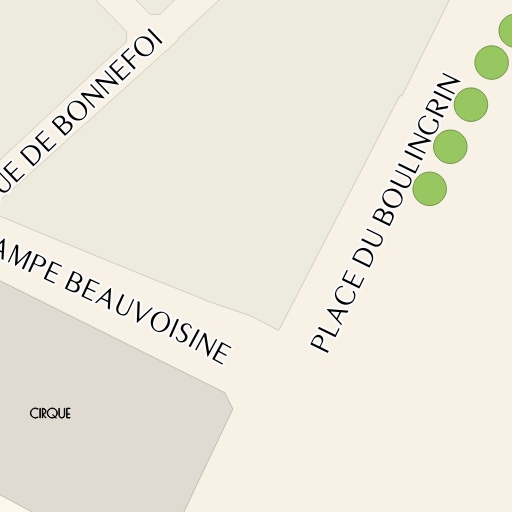 UE DE BONNEFOI
PLACE DU BOULINGRIN
AMPE BEAUVOISINE
CIRQUE